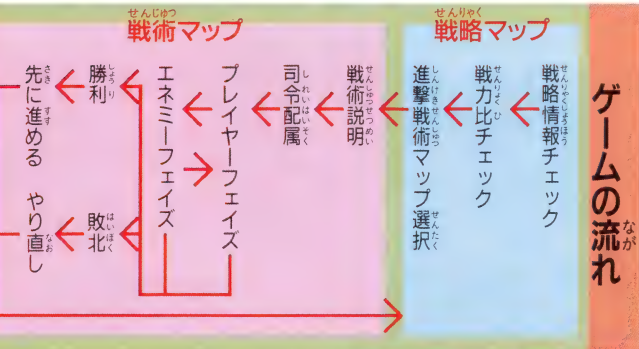 ゲームの流れ
戦略マップ
戦略情報チェック
戦力比チェック
進撃戦術マップ選択
戦術マップ
戦術説明
司令配属
プレイヤーフェイズ
エネミーフェイズ
勝利
敗北
先に進める
やり直し